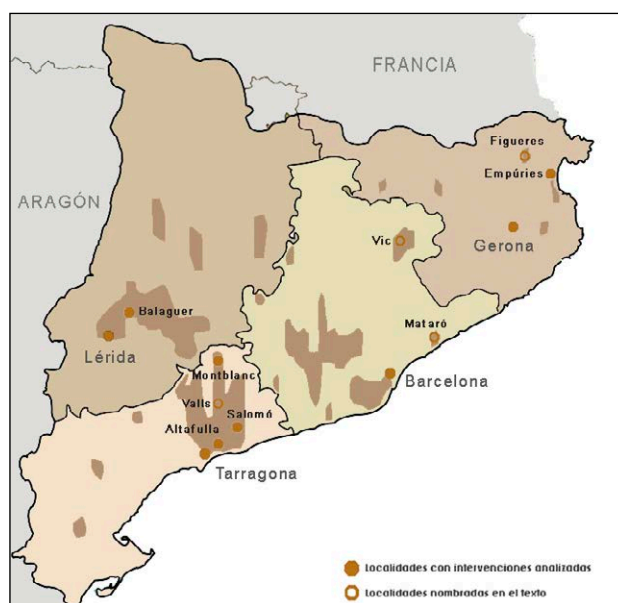 FRANCIA
Figueres
Empúries
ARAGÓN
Vic
Gerona
Balaguer
Mataró
Lérida
Montblanc
Barcelona
Valls
Salomó
Altafulla
Tarragona
Localidades con intervenciones analizadas
Localidades nombradas en el texto